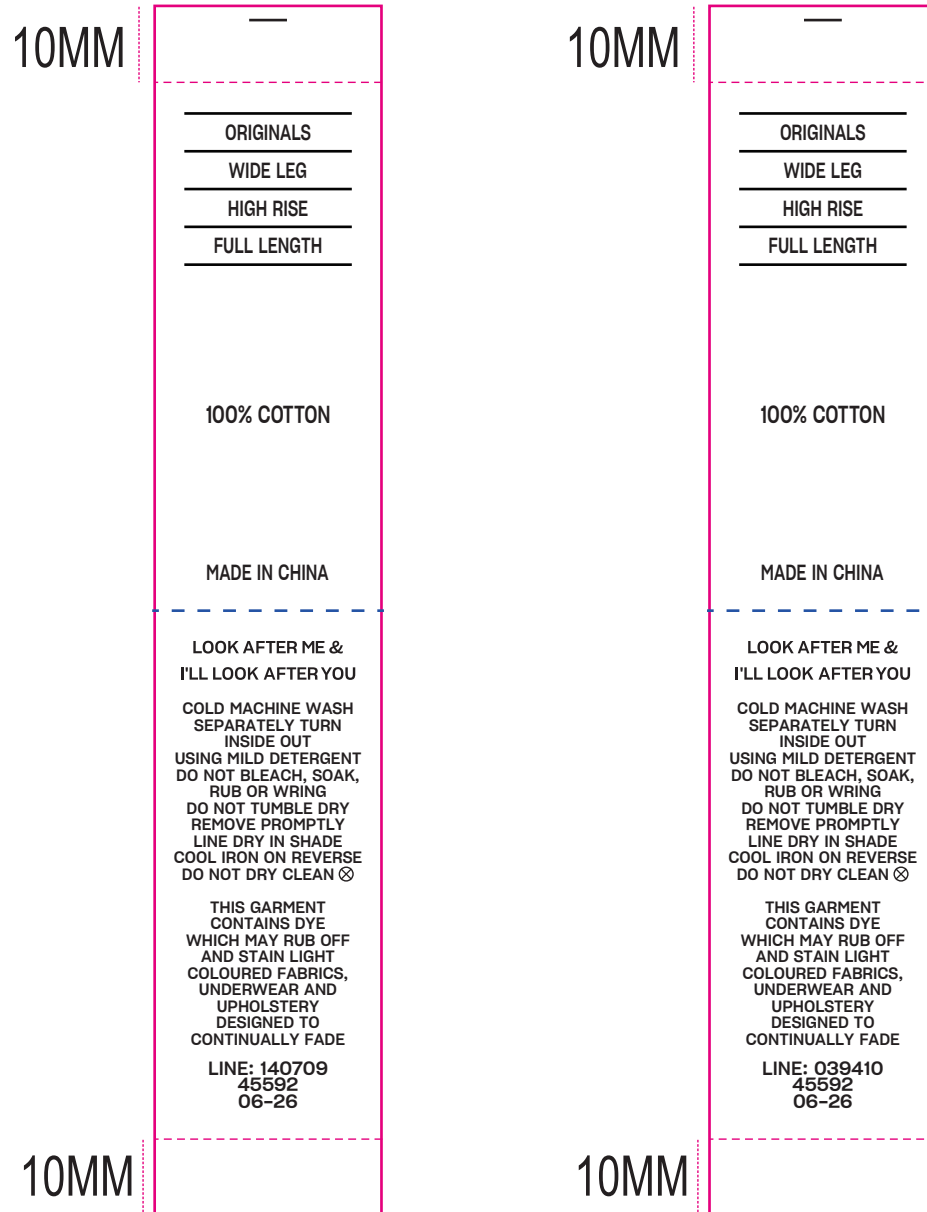 10MM
ORIGINALS
WIDE LEG
HIGH RISE
FULL LENGTH
100% COTTON
MADE IN CHINA
LOOK AFTER ME &
I'LL LOOK AFTER YOU
COLD MACHINE WASH
SEPARATELY TURN
INSIDE OUT
USING MILD DETERGENT
DO NOT BLEACH, SOAK,
RUB OR WRING
DO NOT TUMBLE DRY
REMOVE PROMPTLY
LINE DRY IN SHADE
COOL IRON ON REVERSE
DO NOT DRY CLEAN
THIS GARMENT
CONTAINS DYE
WHICH MAY RUB OFF
AND STAIN LIGHT
COLOURED FABRICS,
UNDERWEAR AND
UPHOLSTERY
DESIGNED TO
CONTINUALLY FADE
LINE: 140709
45592
06-26
10MM
10MM
ORIGINALS
WIDE LEG
HIGH RISE
FULL LENGTH
100% COTTON
MADE IN CHINA
LOOK AFTER ME &
I'LL LOOK AFTER YOU
COLD MACHINE WASH
SEPARATELY TURN
INSIDE OUT
USING MILD DETERGENT
DO NOT BLEACH, SOAK,
RUB OR WRING
DO NOT TUMBLE DRY
REMOVE PROMPTLY
LINE DRY IN SHADE
COOL IRON ON REVERSE
DO NOT DRY CLEAN
THIS GARMENT
CONTAINS DYE
WHICH MAY RUB OFF
AND STAIN LIGHT
COLOURED FABRICS,
UNDERWEAR AND
UPHOLSTERY
DESIGNED TO
CONTINUALLY FADE
LINE: 039410
45592
06-26
10MM